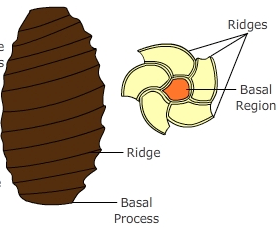 Ridges
e
s
Basal
Region
Ridge
e
Basal
Process